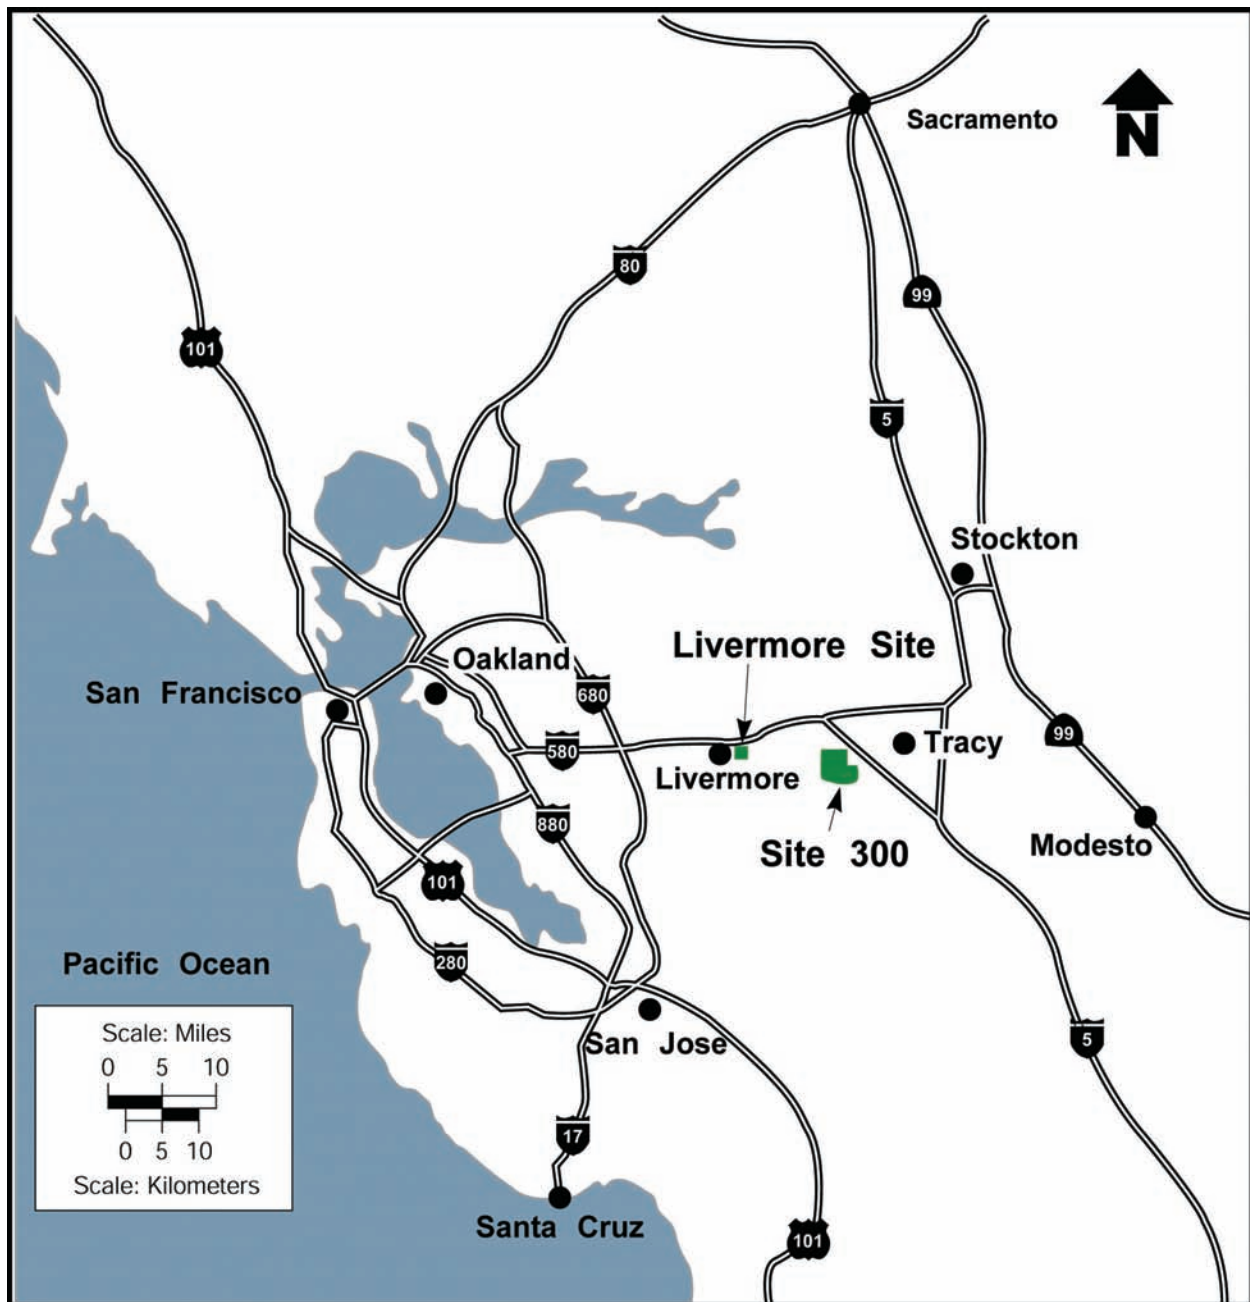 Sacramento
N
80
99
101
5
Stockton
Livermore Site
Oakland
San Francisco
680
Tracy
99
580
Livermore
880
Site 300
Modesto
101
280
Pacific Ocean
San Jose
5
Scale: Miles
0 5 10
0 5 10
Scale: Kilometers
17
Santa Cruz
101